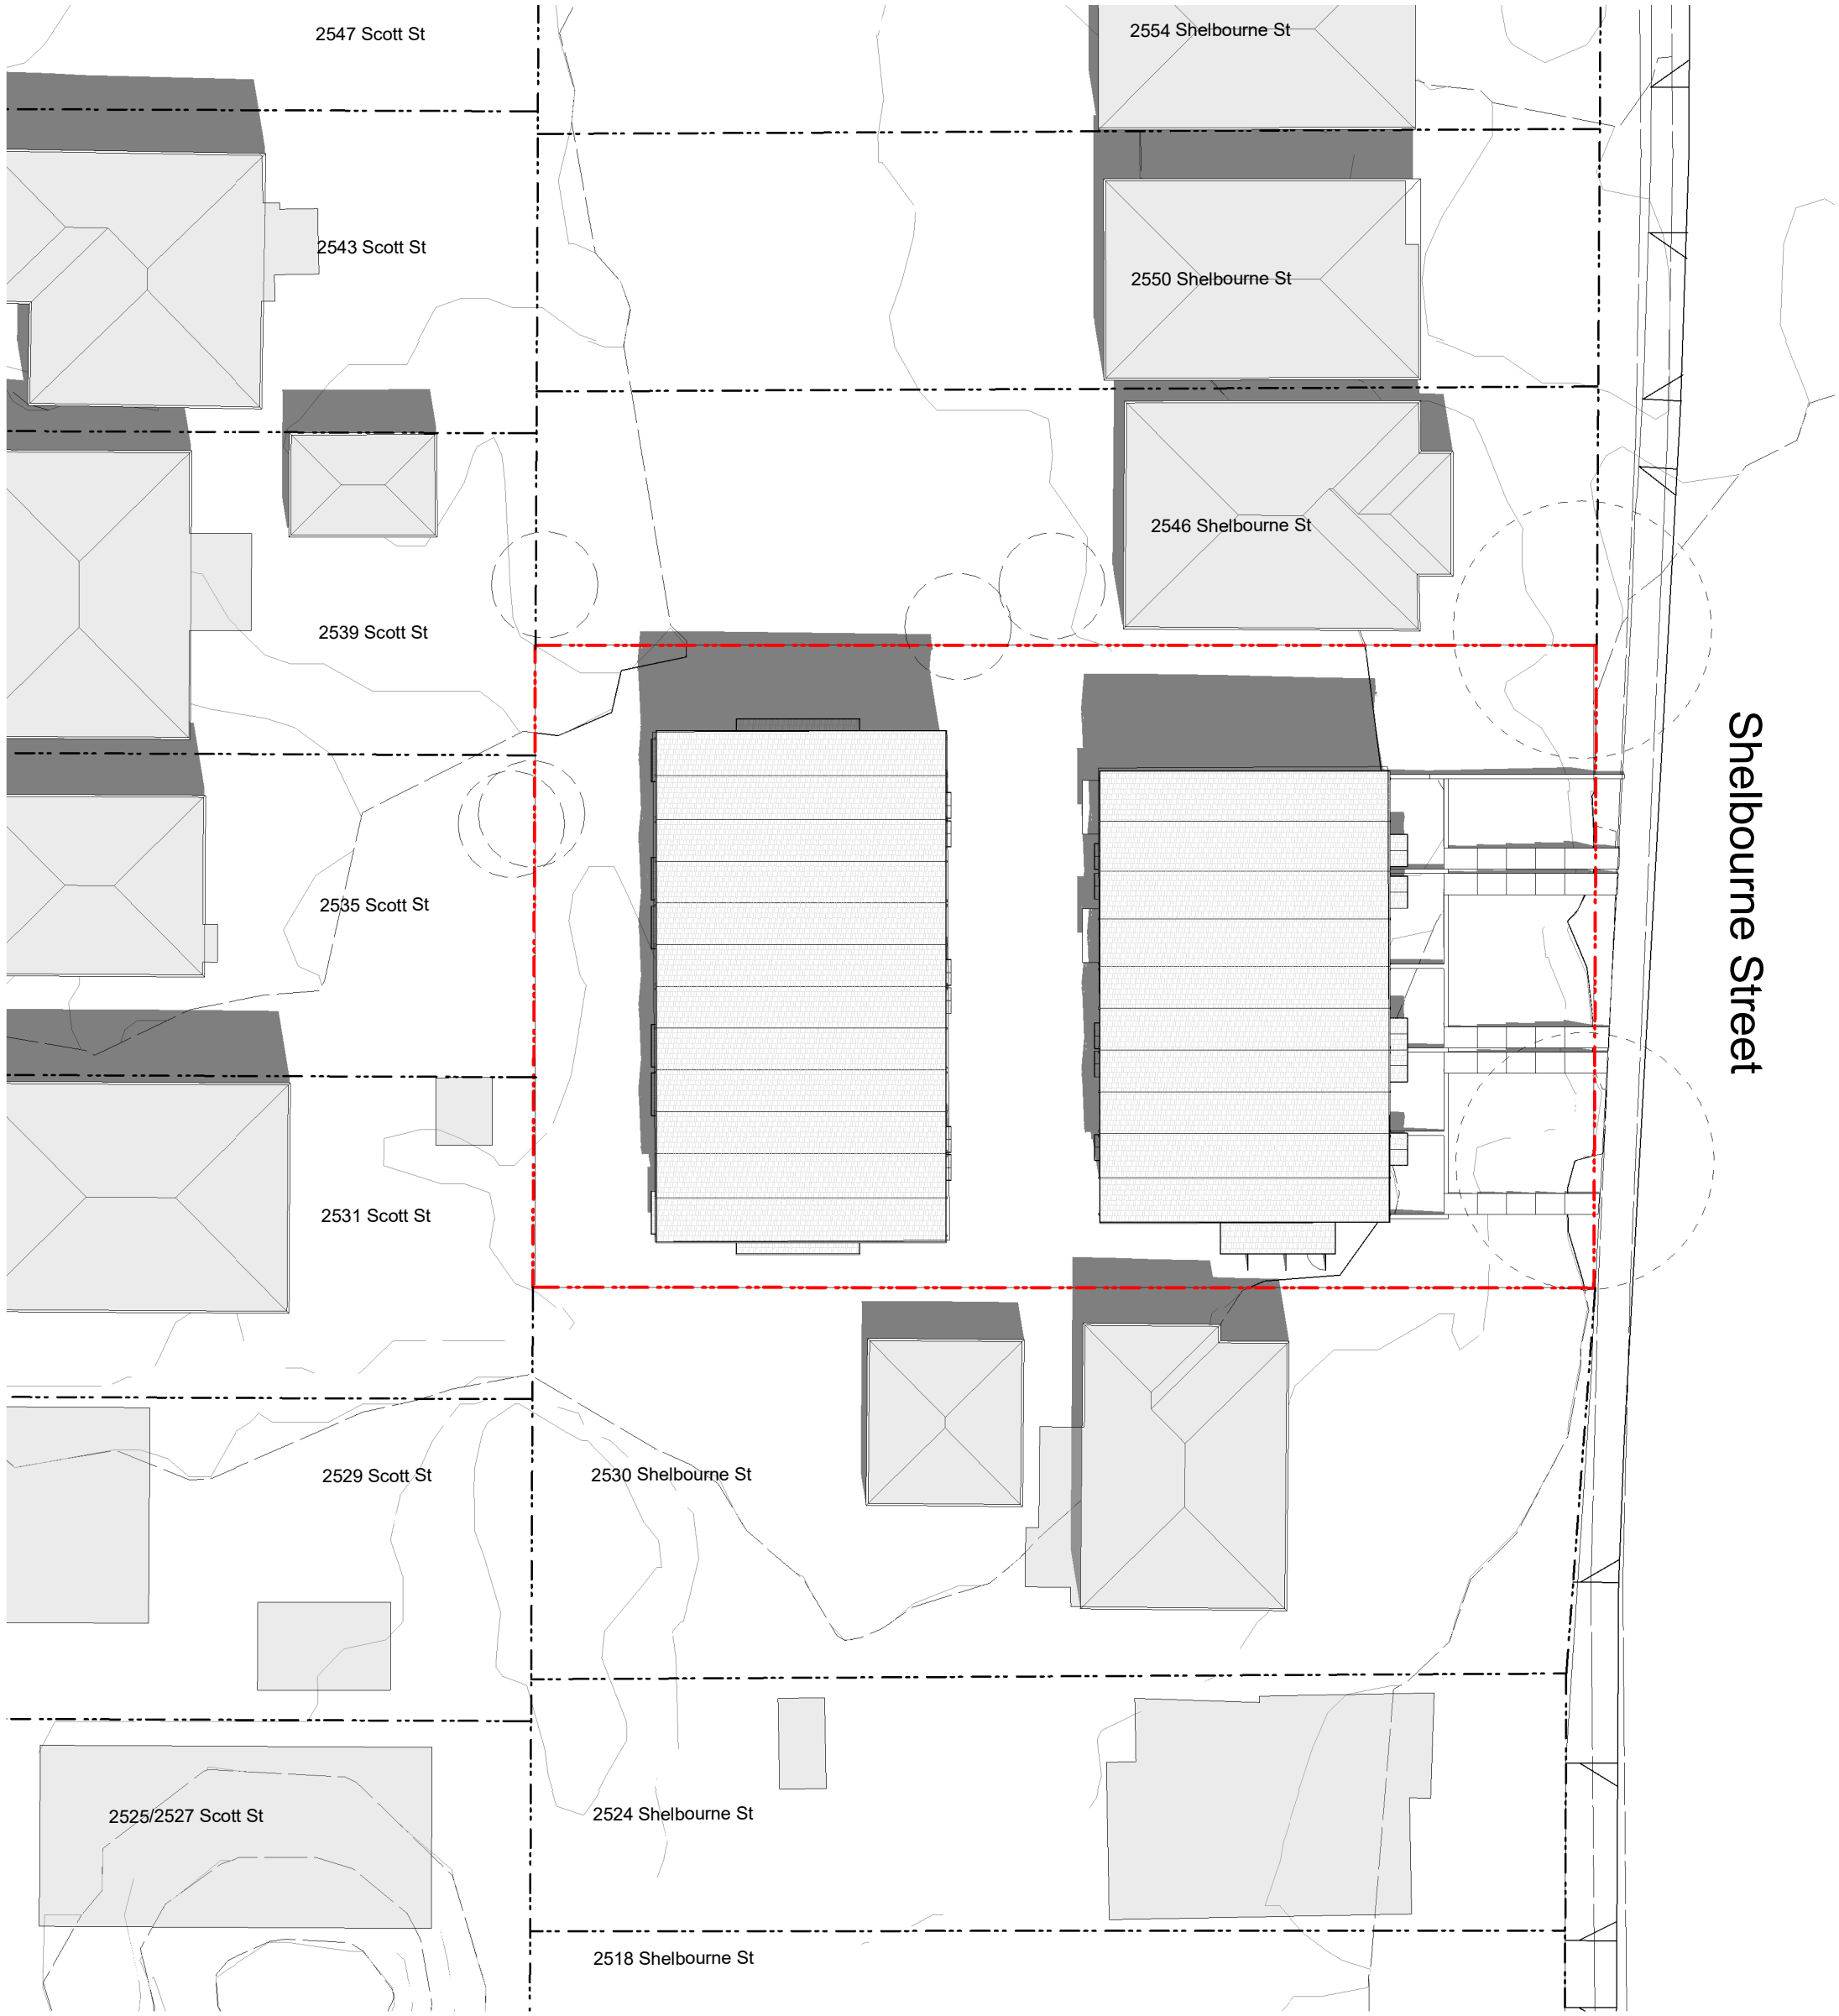 2547 Scott St
2554 Shelbourne St
2543 Scott St
2550 Shelbourne St
2546 Shelbourne St
2539 Scott St
Shelbourne Street
2535 Scott St
2531 Scott St
2529 Scott St
2530 Shelbourne St
2525/2527 Scott St
2524 Shelbourne St
2518 Shelbourne St